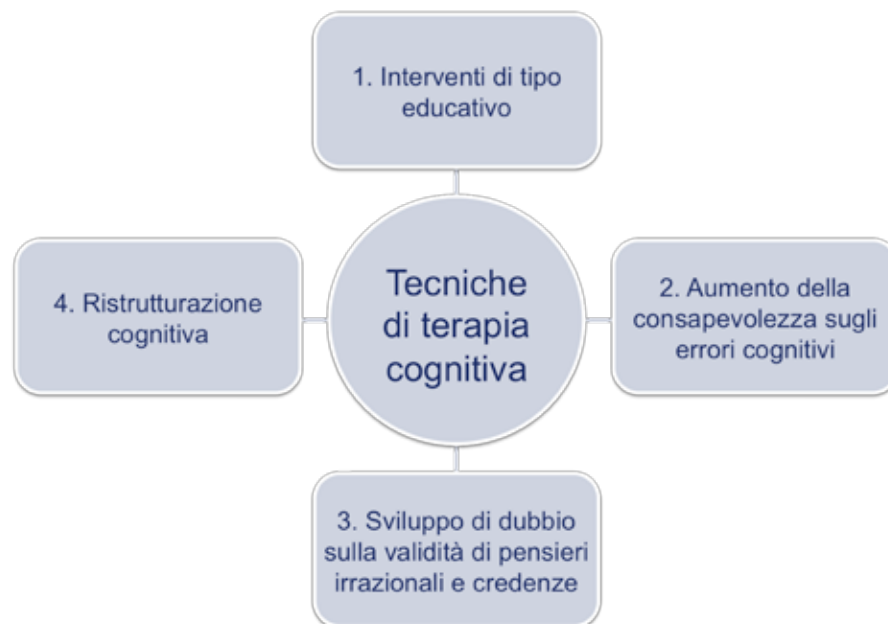 1. Interventi di tipo
educativo
Tecniche
di terapia
cognitiva
2. Aumento della
consapevolezza sugli
errori cognitivi
3. Sviluppo di dubbio
sulla validità di pensieri
irrazionali e credenze
4. Ristrutturazione
cognitiva